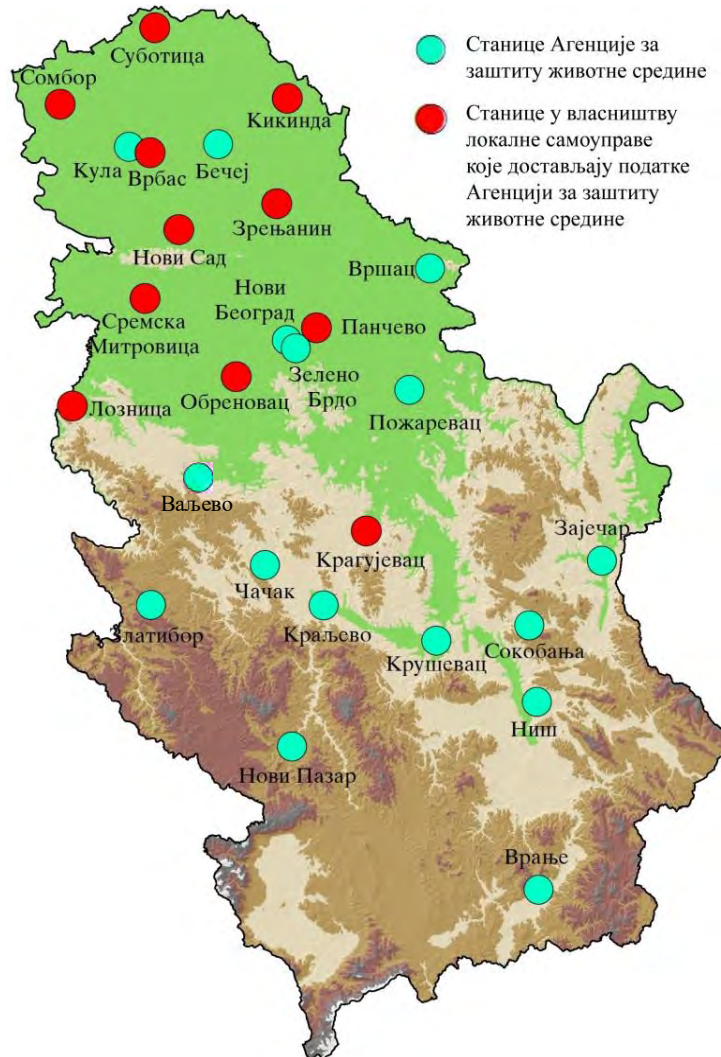 Суботица
Станице Агенције за
заштиту животне средине
Сомбор
Кикинда
Станице у власништву
локалне самоуправе
које достављају податке
Агенцији за заштиту
животне средине
Кула
Врбас
Бечеј
Зрењанин
Нови Сад
Вршац
Нови
Београд
Сремска
Митровица
Панчево
Зелено
Брдо
Обреновац
Лозница
Пожаревац
Ваљево
Крагујевац
Зајечар
Чачак
Златибор
Краљево
Крушевац
Сокобања
Ниш
Нови Пазар
Врање